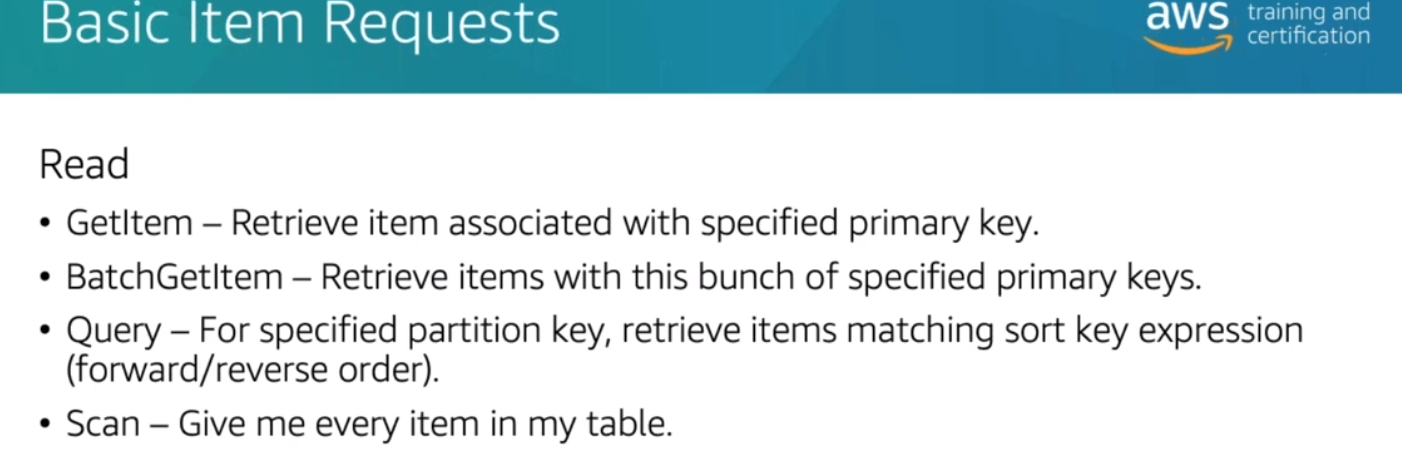 Basic Item Requests
aws training and
certification
Read
• GetItem – Retrieve item associated with specified primary key.
• BatchGetItem – Retrieve items with this bunch of specified primary keys.
• Query – For specified partition key, retrieve items matching sort key expression
(forward/reverse order).
• Scan – Give me every item in my table.